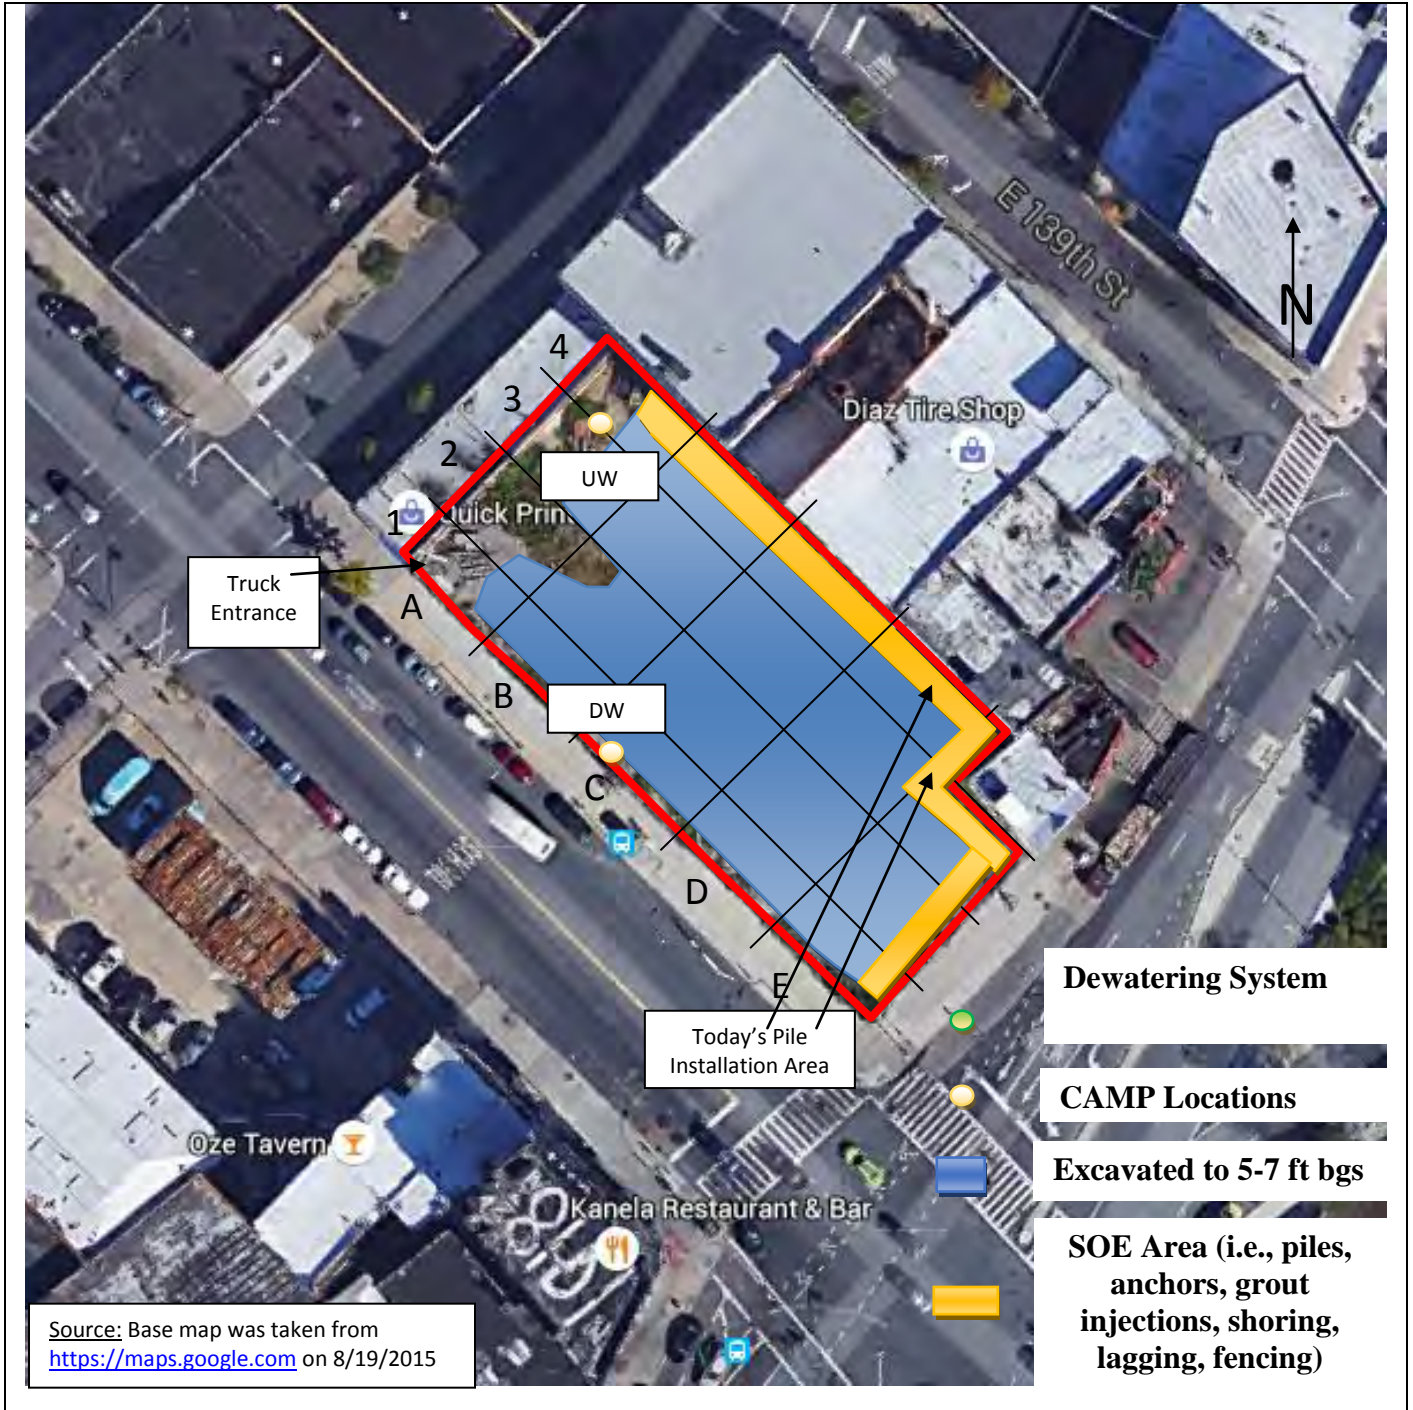 E 139th St
N
4
3
Diaz Tire Shop
2
UW
1
Quick Prin
Truck
Entrance
A
B
DW
C
D
E
Dewatering System
Today's Pile
Installation Area
CAMP Locations
Oze Tavern
Excavated to 5-7 ft bgs
Kanela Restaurant & Bar
SOE Area (i.e., piles,
anchors, grout
injections, shoring,
lagging, fencing)
Source: Base map was taken from
https://maps.google.com on 8/19/2015